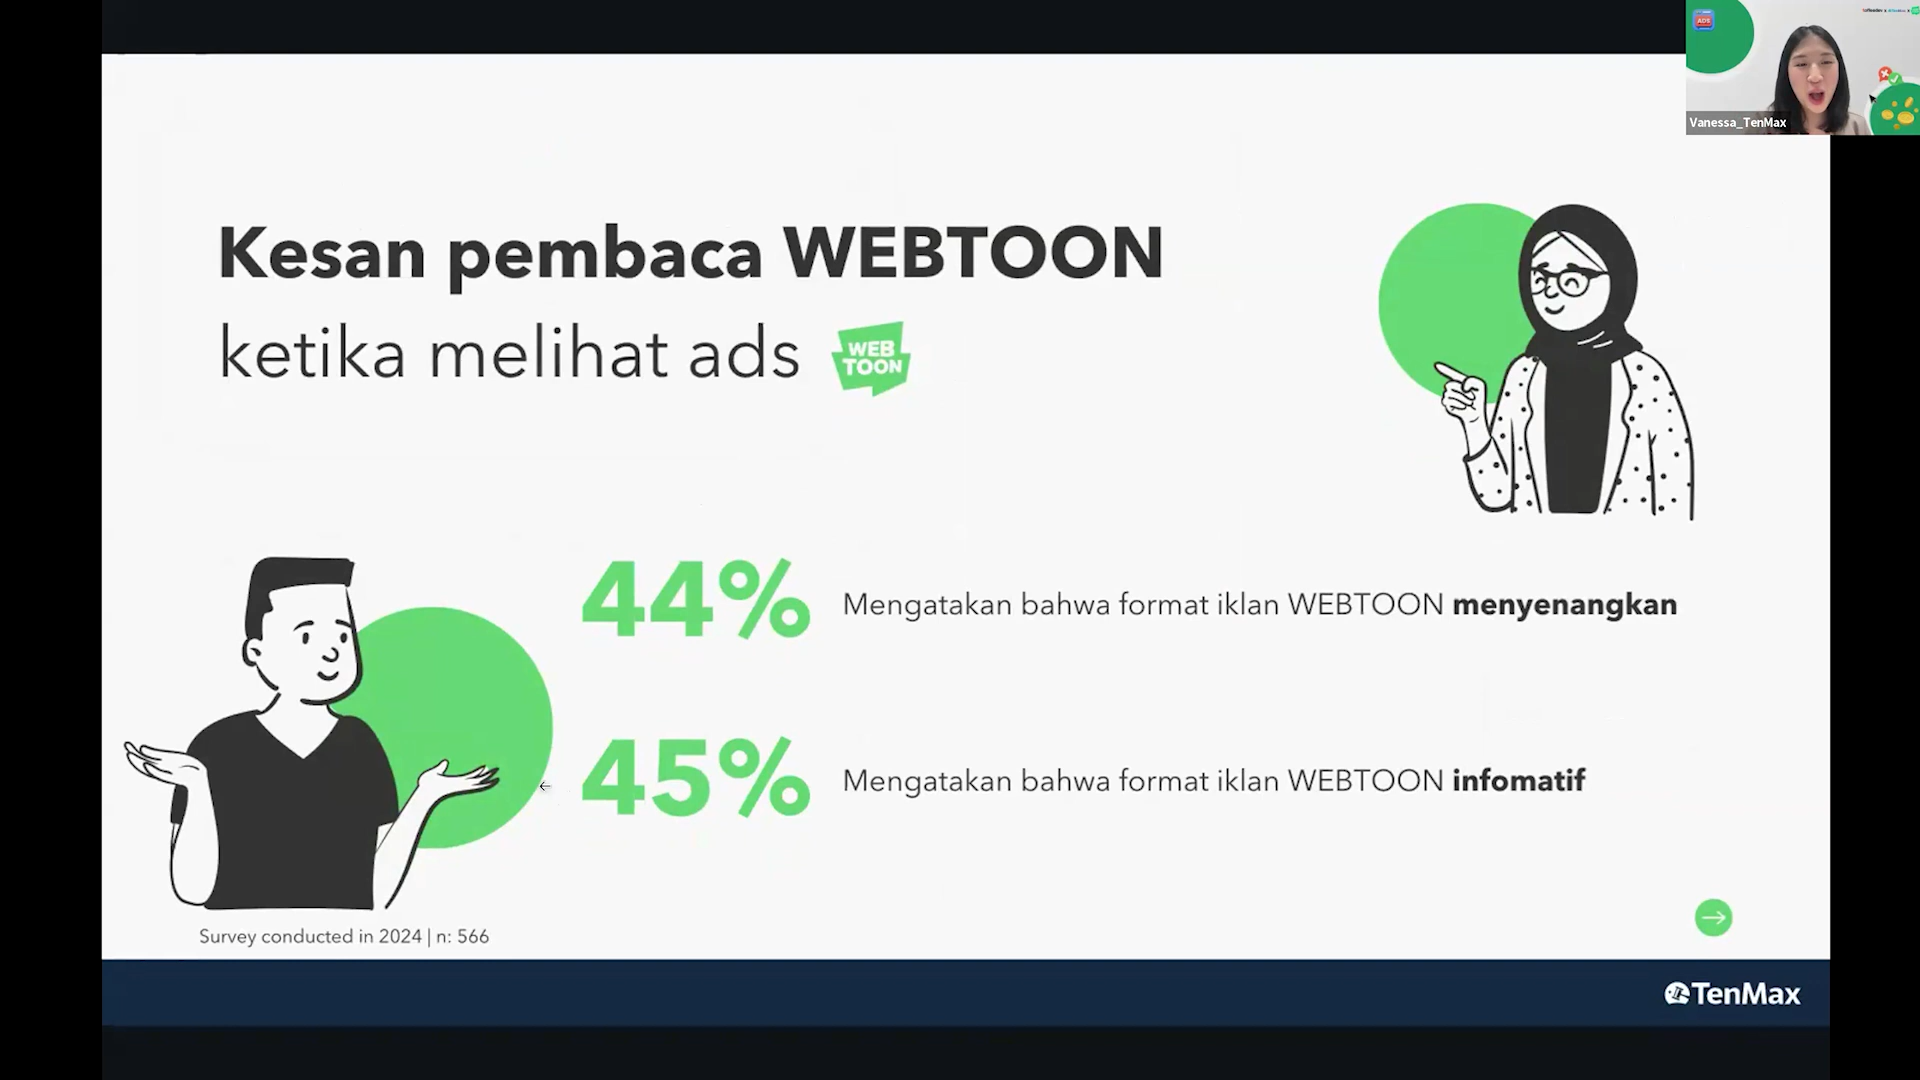 ADS
Vanessa_TenMax
Kesan pembaca WEBTOON
ketika melihat ads
WEB
TOON
44%
Mengatakan bahwa format iklan WEBTOON menyenangkan
45%
Mengatakan bahwa format iklan WEBTOON infomatif
Survey conducted in 2024 | n: 566
TenMax